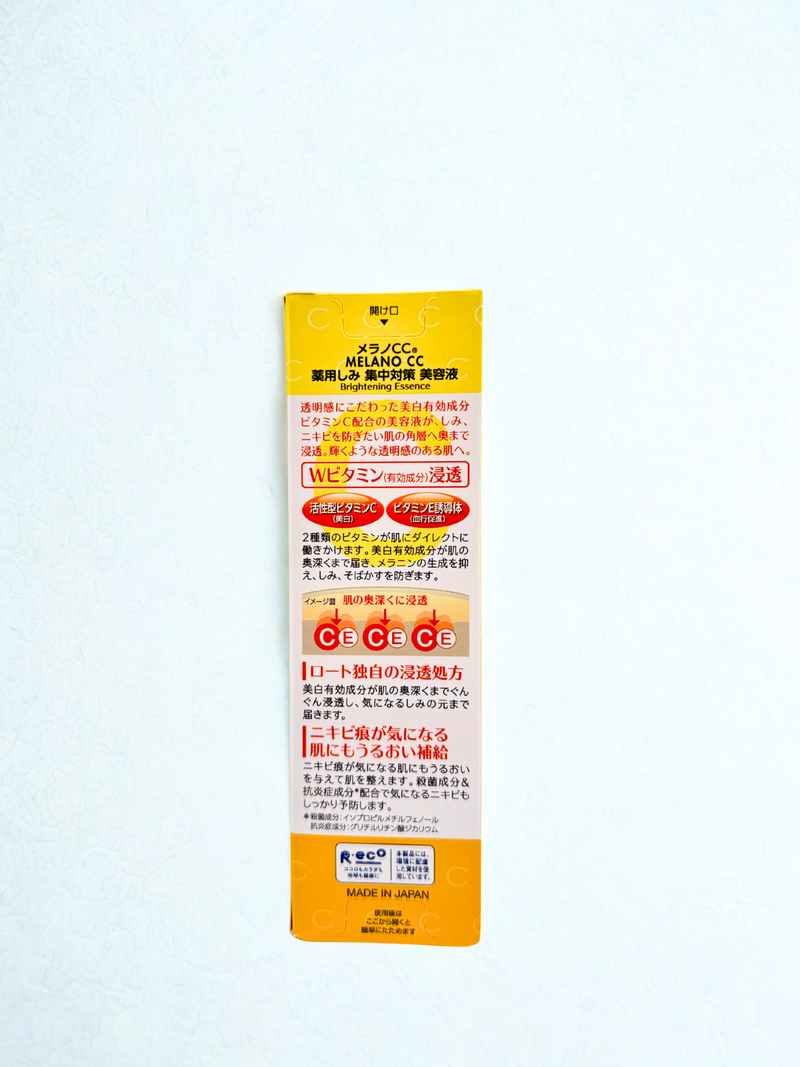 開け口
▼
メラノCC®
MELANO CC
薬用しみ 集中対策 美容液
Brightening Essence
透明感にこだわった美白有効成分
ビタミンC配合の美容液が、しみ、
ニキビを防ぎたい肌の角層へ奥まで
浸透。輝くような透明感のある肌へ。
Wビタミン(有効成分)浸透
活性型ビタミンC
(美白)
ビタミンE誘導体
(血行促進)
2種類のビタミンが肌にダイレクトに
働きかけます。美白有効成分が肌の
奥深くまで届き、メラニンの生成を抑
え、しみ、そばかすを防ぎます。
イメージ図 肌の奥深くに浸透
C E C E C E
ロート独自の浸透処方
美白有効成分が肌の奥深くまでぐん
ぐん浸透し、気になるしみの元まで
届きます。
ニキビ痕が気になる
肌にもうるおい補給
ニキビ痕が気になる肌にもうるおい
を与えて肌を整えます。殺菌成分&
抗炎症成分*配合で気になるニキビも
しっかり予防します。
*殺菌成分:イソプロピルメチルフェノール
抗炎症成分:グリチルリチン酸ジカリウム
R・eco
ココロもカラダも
地球も健康に
本製品には、
環境に配慮
した資材を使
用しています。
MADE IN JAPAN
使用後は
ここから開くと
簡単にたためます